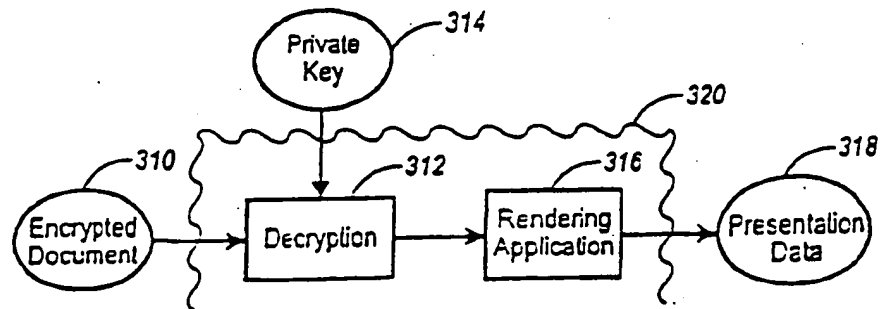 Private
Key
314
320
310
312
316
318
Encrypted
Document
Decryption
Rendering
Application
Presentation
Data